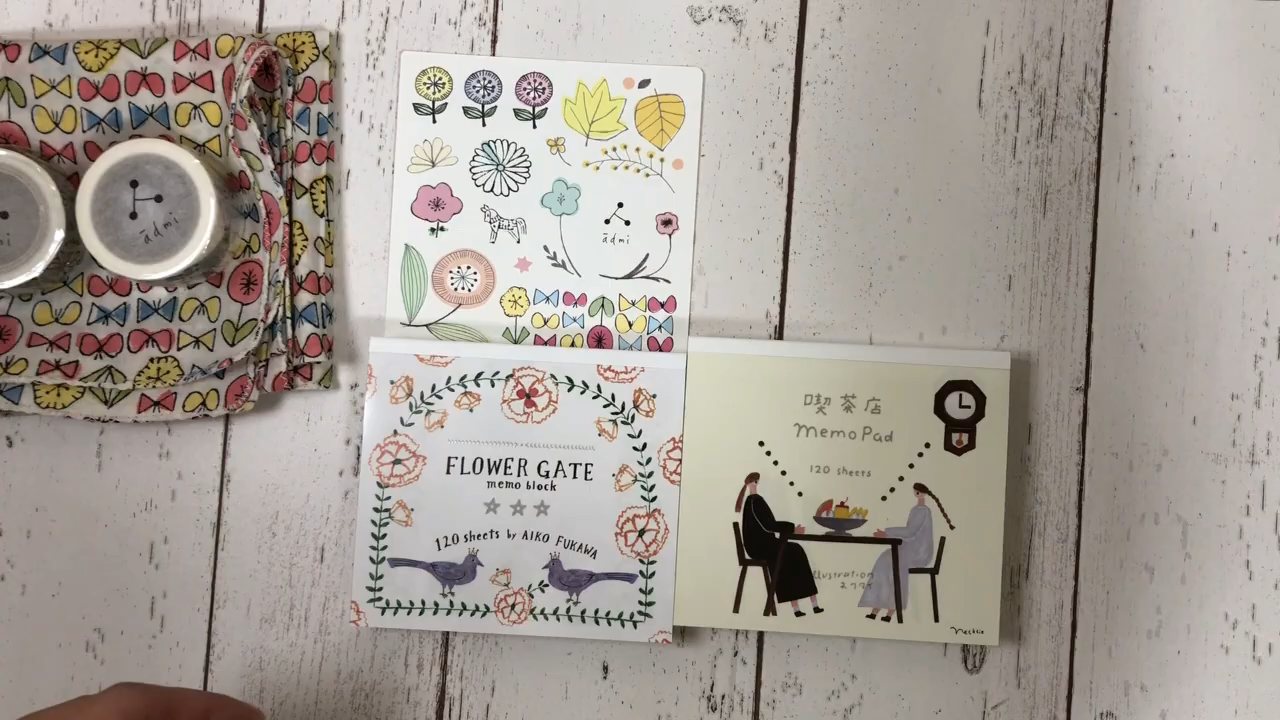 ādmi
ādmi
FLOWER GATE
memo block
120 sheets by AIKO FUKAWA
喫茶店
Memo Pad
120 sheets
illustration